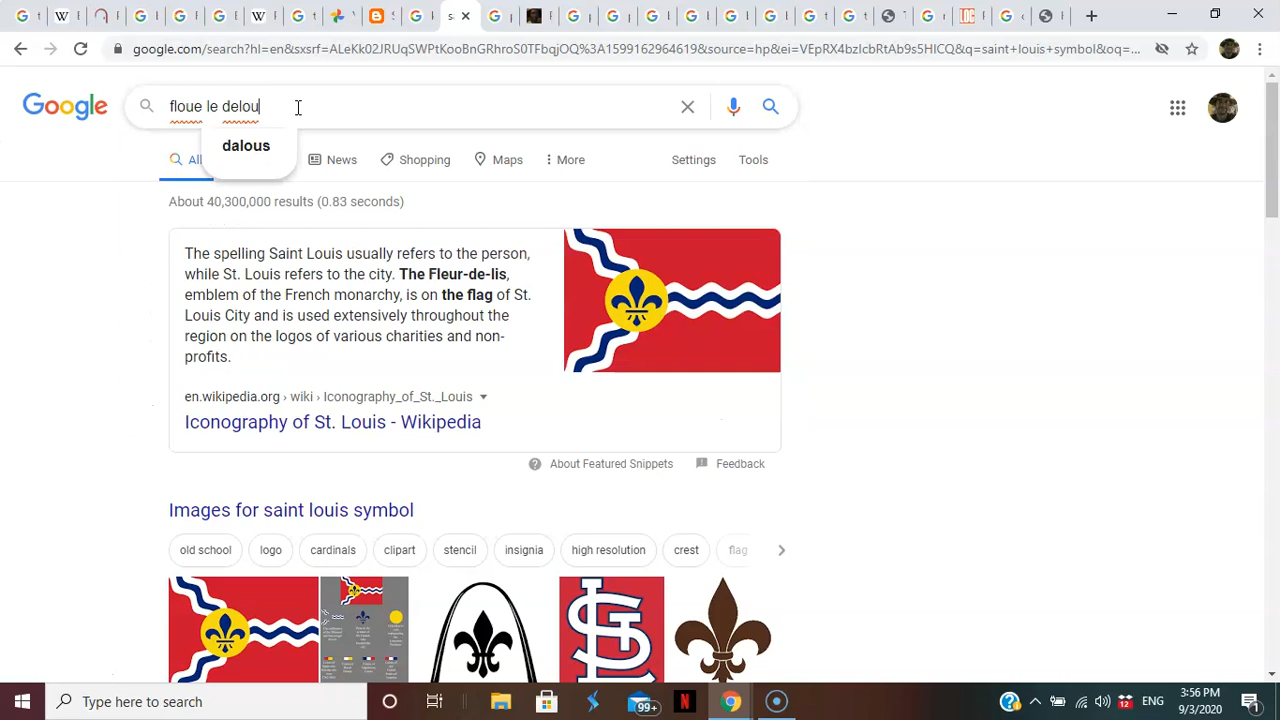 google.com/search?hl=en&sxsrf=ALeKk02JRUqSWPtKooBnGRhroS0TFbqjOQ%3A1599162964619&source=hp&ei=VEpRX4bzIcbRtAb9s5HICQ&q=saint+louis+symbol&oq=...
Google
floue le delou
dalous
All
News
Shopping
Maps
More
Settings
Tools
About 40,300,000 results (0.83 seconds)
The spelling Saint Louis usually refers to the person,
while St. Louis refers to the city. The Fleur-de-lis,
emblem of the French monarchy, is on the flag of St.
Louis City and is used extensively throughout the
region on the logos of various charities and non-
profits.
en.wikipedia.org › wiki › Iconography_of_St._Louis
Iconography of St. Louis - Wikipedia
About Featured Snippets
Feedback
Images for saint louis symbol
old school
logo
cardinals
clipart
stencil
insignia
high resolution
crest
flag
Type here to search
99+
ENG
3:56 PM
9/3/2020